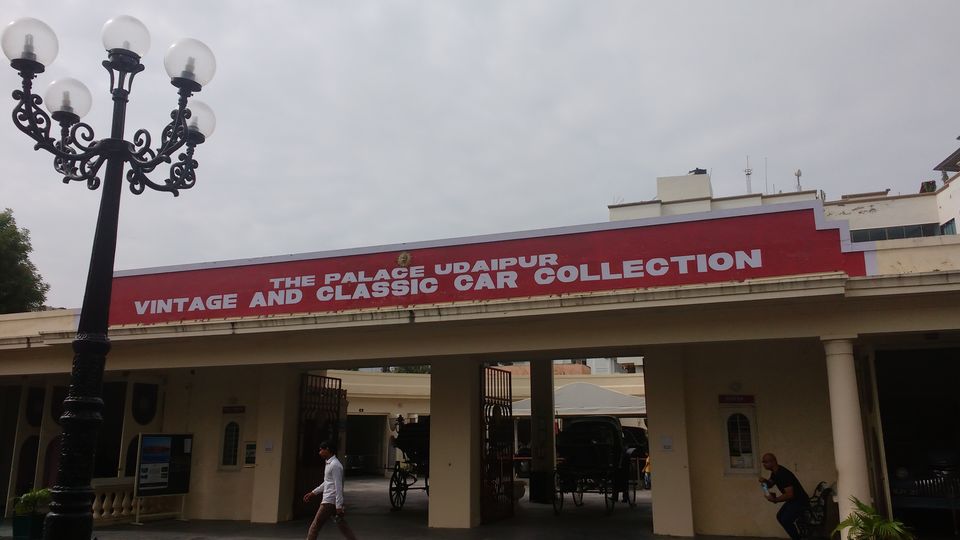 THE PALACE UDAIPUR
VINTAGE AND CLASSIC CAR COLLECTION